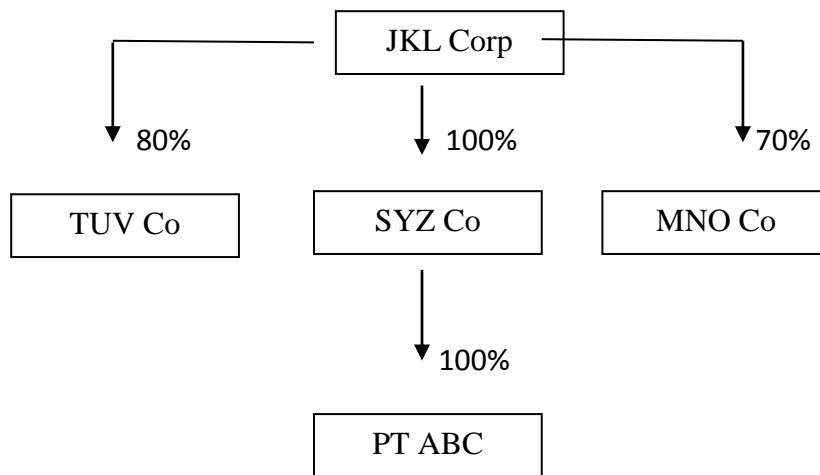 JKL Corp
80%
100%
70%
TUV Co
SYZ Co
MNO Co
100%
PT ABC